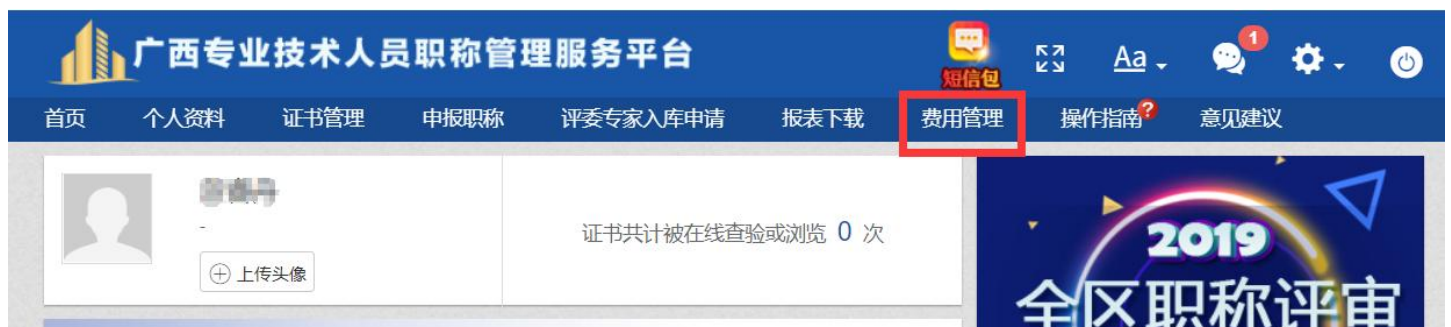 广西专业技术人员职称管理服务平台
短信包
Aa
1
首页 个人资料 证书管理 申报职称 评委专家入库申请 报表下载 费用管理 操作指南? 意见建议
-
证书共计被在线查验或浏览 0 次
上传头像
2019
全区职称评审